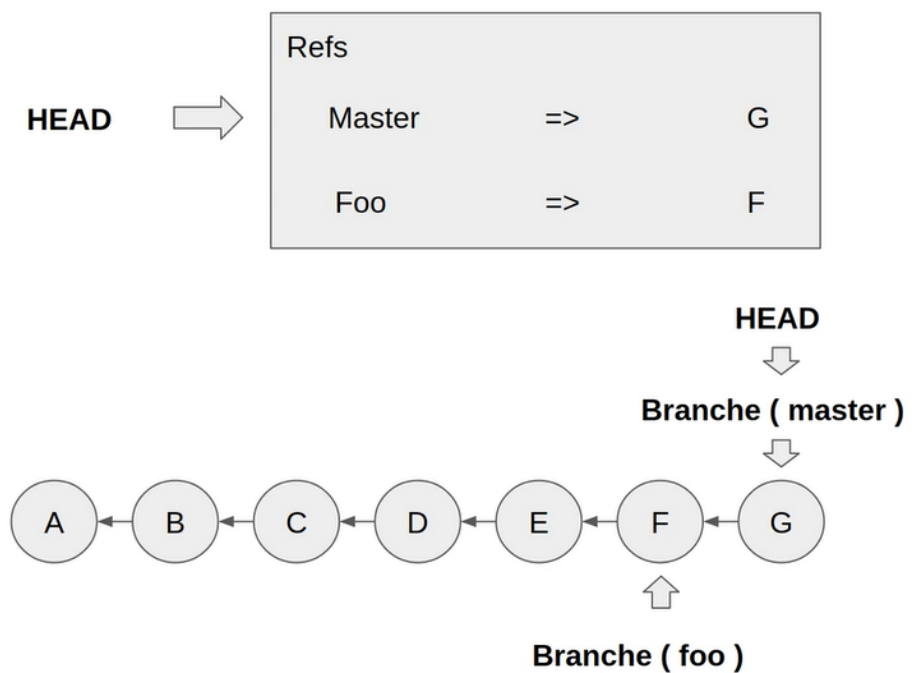 Refs
HEAD Master => G
Foo => F
HEAD
Branche ( master )
A B C D E F G
Branche ( foo )